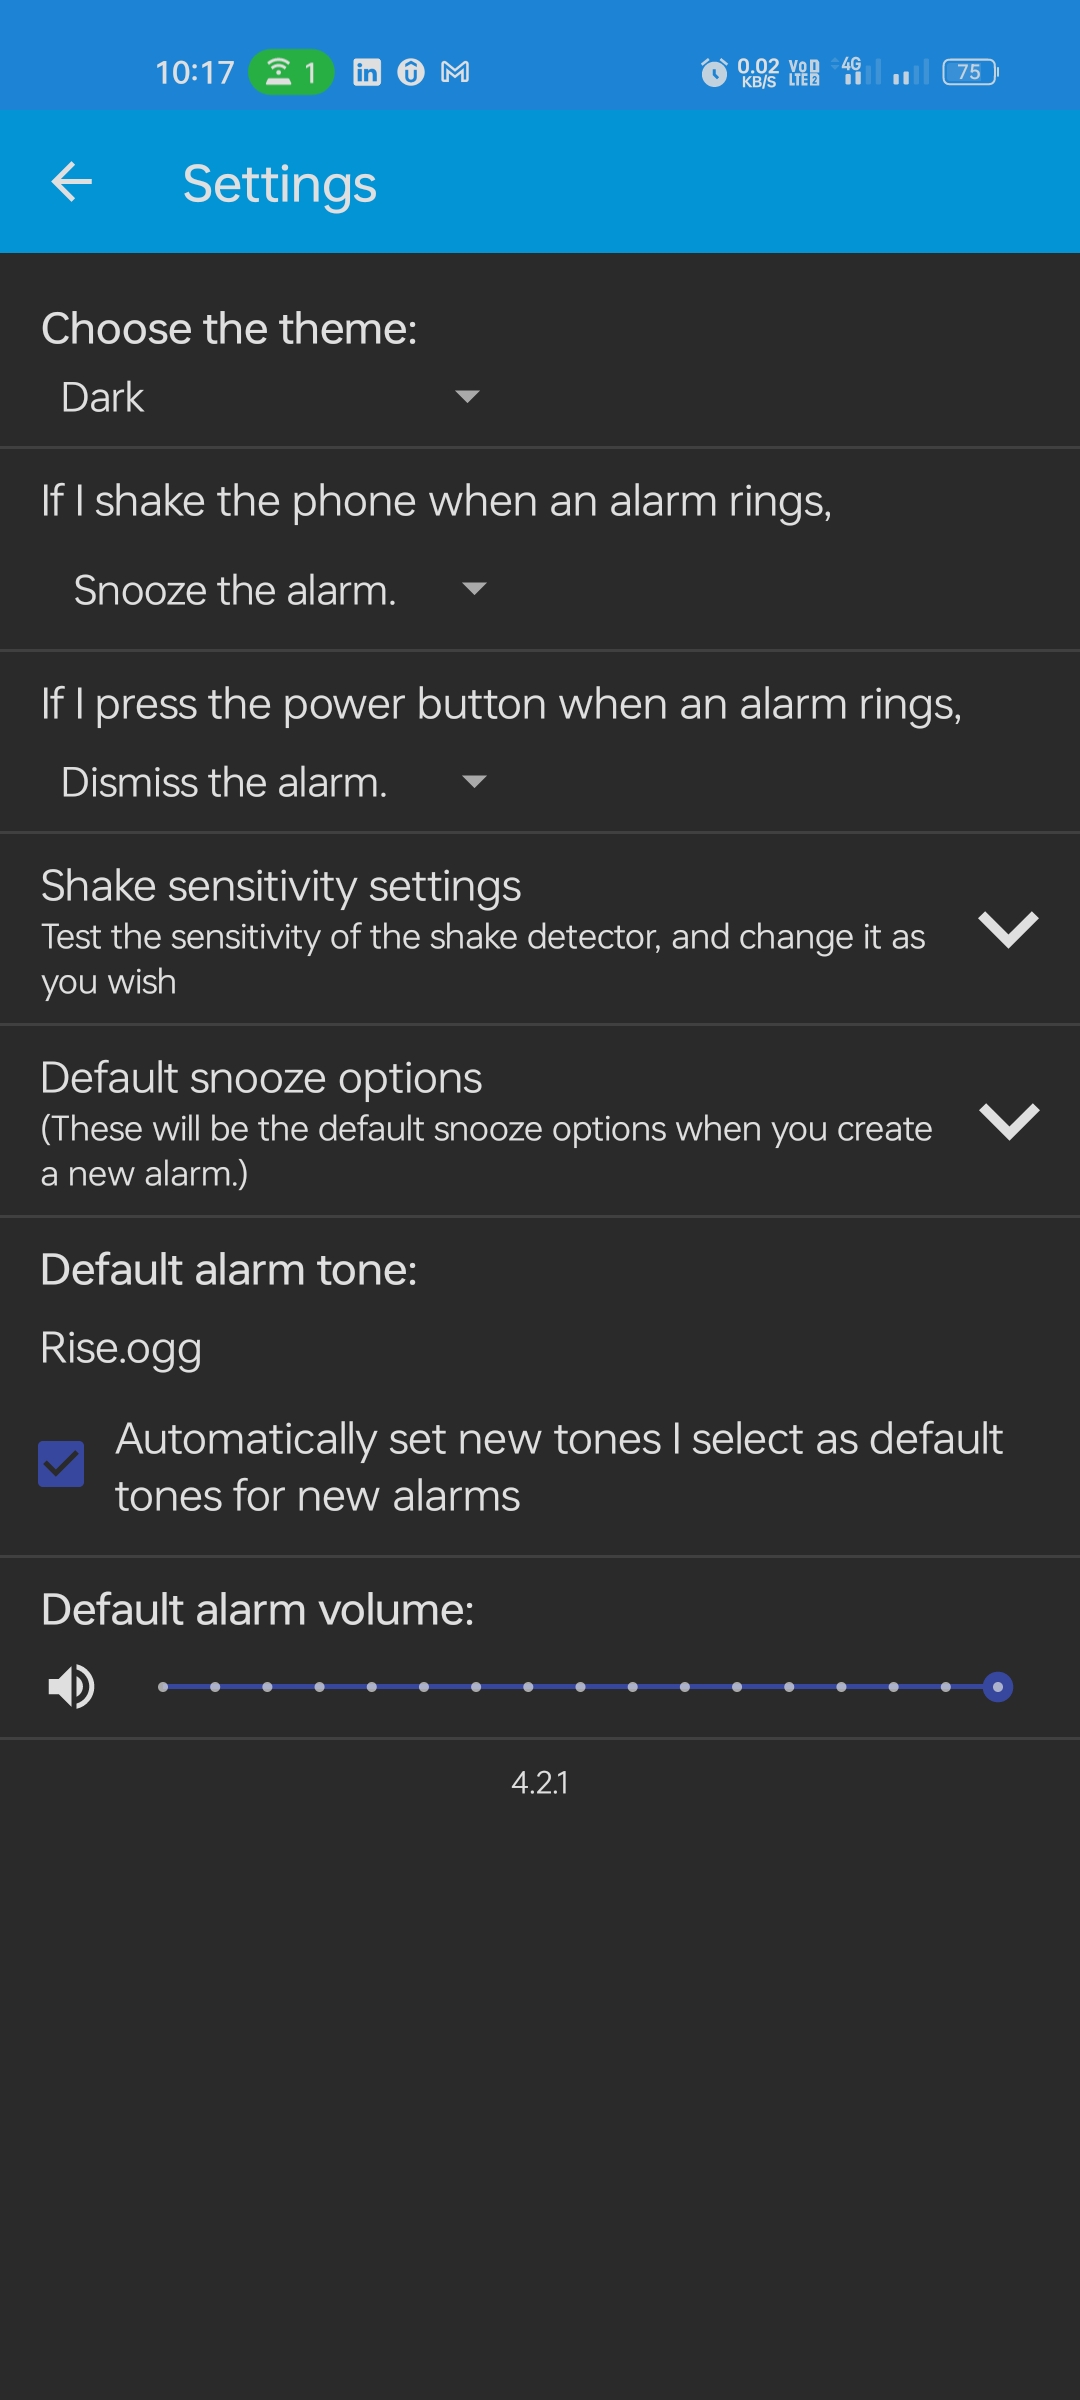 10:17 1 in 0.02 KB/S Vo LTE 2 4G 75
Settings
Choose the theme:
Dark
If I shake the phone when an alarm rings,
Snooze the alarm.
If I press the power button when an alarm rings,
Dismiss the alarm.
Shake sensitivity settings
Test the sensitivity of the shake detector, and change it as
you wish
Default snooze options
(These will be the default snooze options when you create
a new alarm.)
Default alarm tone:
Rise.ogg
Automatically set new tones I select as default
tones for new alarms
Default alarm volume:
4.2.1